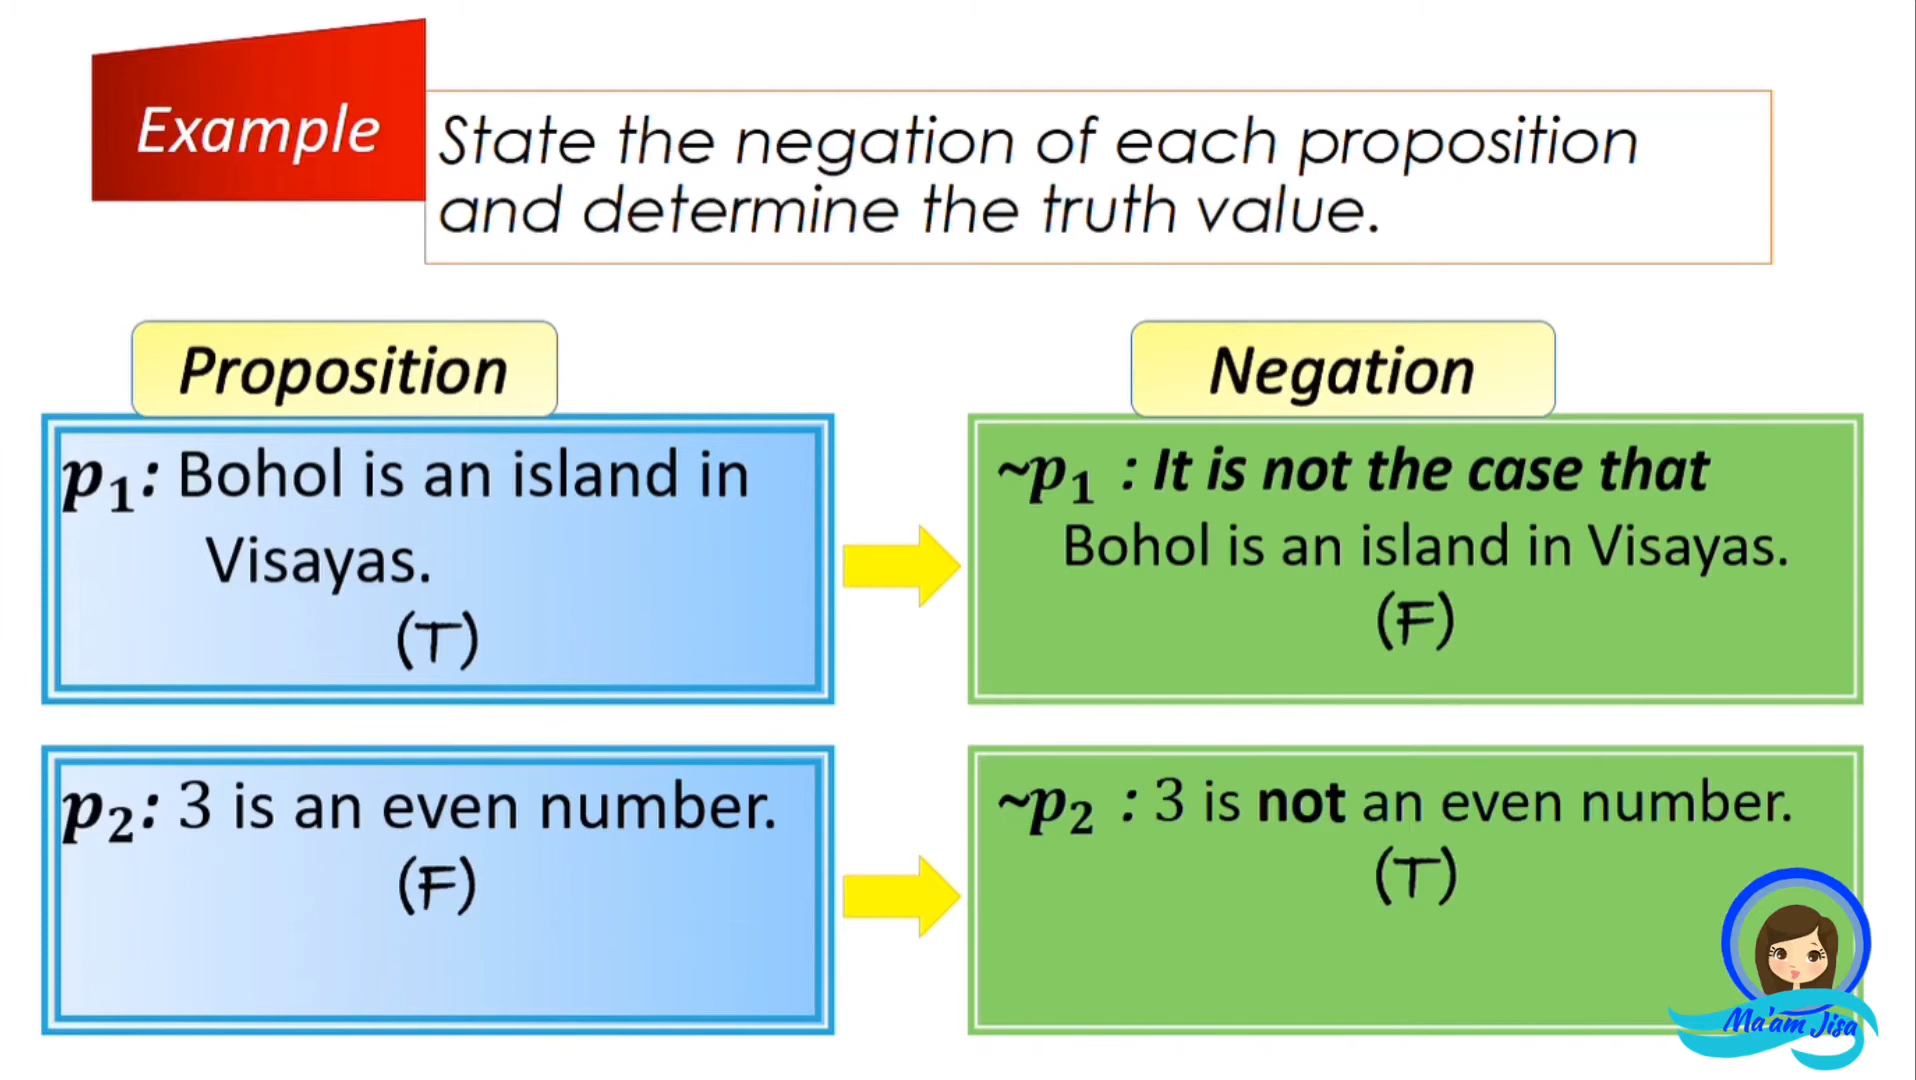 Example
State the negation of each proposition
and determine the truth value.
Proposition
Negation
p₁: Bohol is an island in
Visayas.
(T)
~p₁ : It is not the case that
Bohol is an island in Visayas.
(F)
p₂: 3 is an even number.
(F)
~p₂ : 3 is not an even number.
(T)
Ma'am Jisa